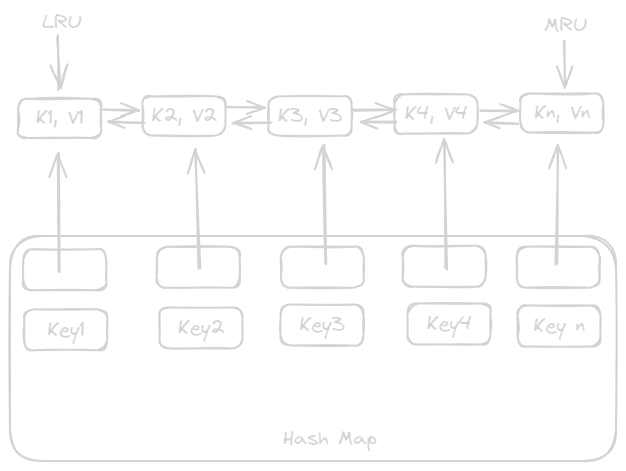 LRU
MRU
K1, V1
K2, V2
K3, V3
K4, V4
Kn, Vn
Key1
Key2
Key3
Key4
Key n
Hash Map